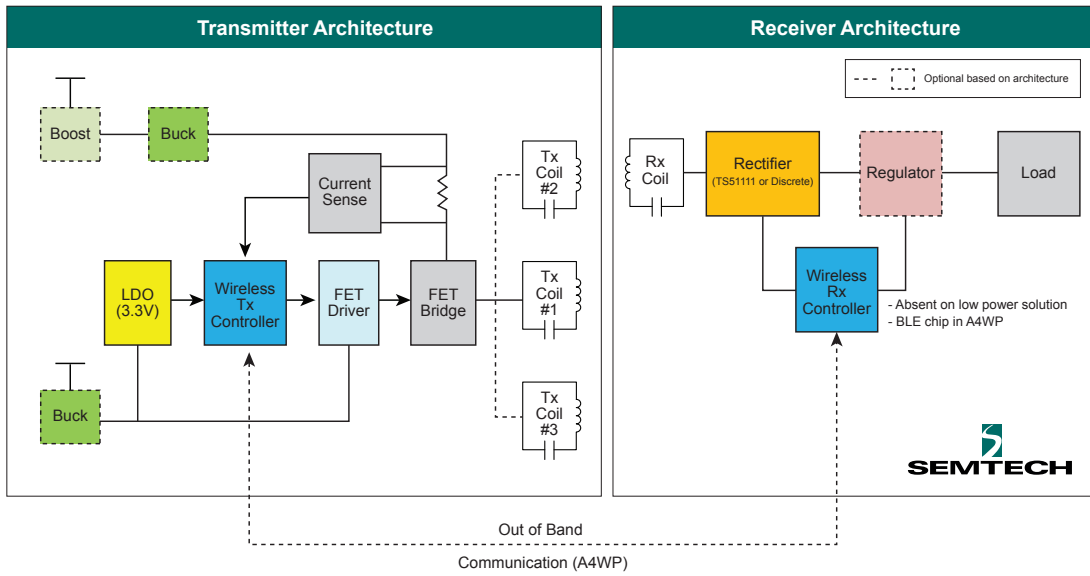 Transmitter Architecture
Boost
Buck
Current
Sense
Tx
Coil
#2
LDO
(3.3V)
Wireless
Tx
Controller
FET
Driver
FET
Bridge
Tx
Coil
#1
Buck
Tx
Coil
#3
Receiver Architecture
Optional based on architecture
Rx
Coil
Rectifier
(TS51111 or Discrete)
Regulator
Load
Wireless
Rx
Controller
- Absent on low power solution
- BLE chip in A4WP
SEMTECH
Out of Band
Communication (A4WP)